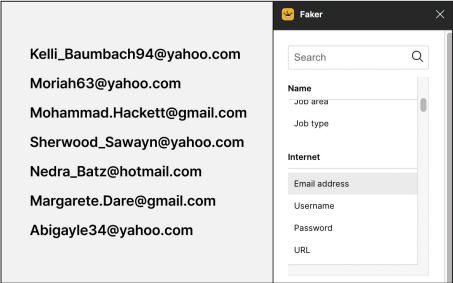 Kelli_Baumbach94@yahoo.com
Moriah63@yahoo.com
Mohammad.Hackett@gmail.com
Sherwood_Sawayn@yahoo.com
Nedra_Batz@hotmail.com
Margarete.Dare@gmail.com
Abigayle34@yahoo.com
Faker
Search
Name
Job area
Job type
Internet
Email address
Username
Password
URL